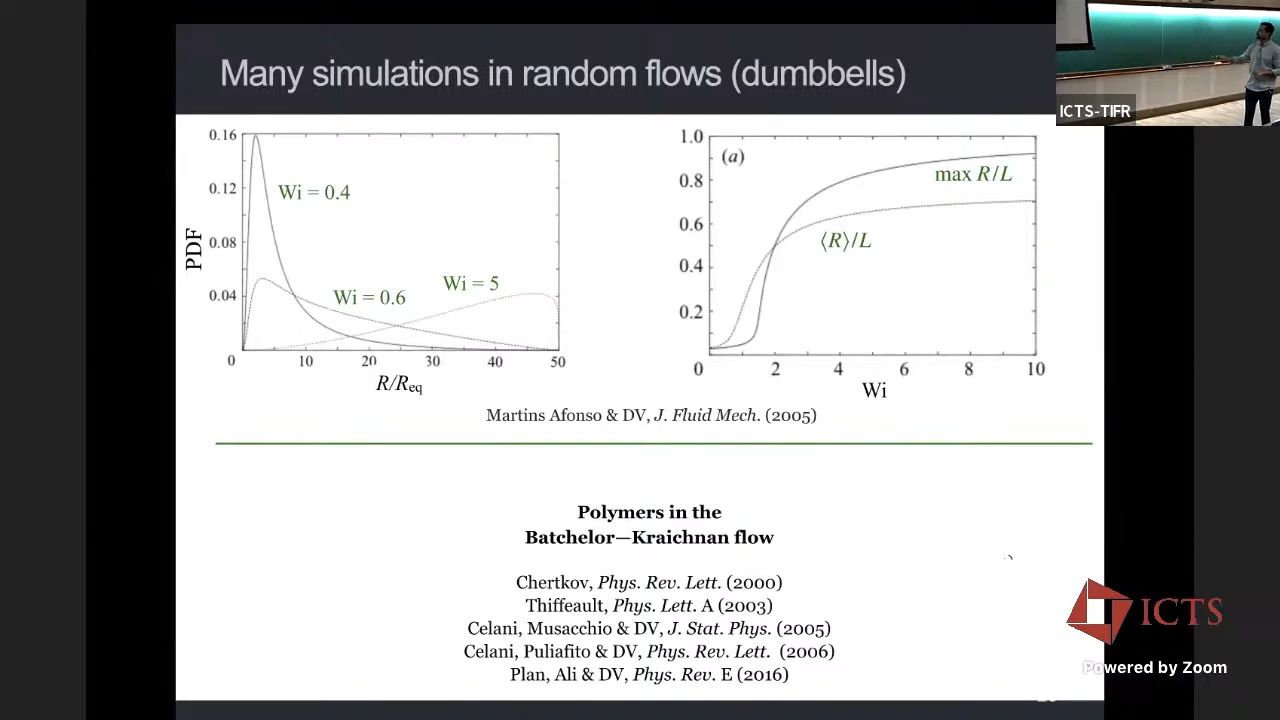 Many simulations in random flows (dumbbells)
ICTS-TIFR
0.16
0.12
0.08
0.04
0
10
20
30
40
50
PDF
R/Req
Wi = 0.4
Wi = 0.6
Wi = 5
(a)
1.0
0.8
0.6
0.4
0.2
0
2
4
6
8
10
max R/L
⟨R⟩/L
Wi
Martins Afonso & DV, J. Fluid Mech. (2005)
Polymers in the
Batchelor—Kraichnan flow
Chertkov, Phys. Rev. Lett. (2000)
Thiffeault, Phys. Lett. A (2003)
Celani, Musacchio & DV, J. Stat. Phys. (2005)
Celani, Puliafito & DV, Phys. Rev. Lett. (2006)
Plan, Ali & DV, Phys. Rev. E (2016)
ICTS
Powered by Zoom